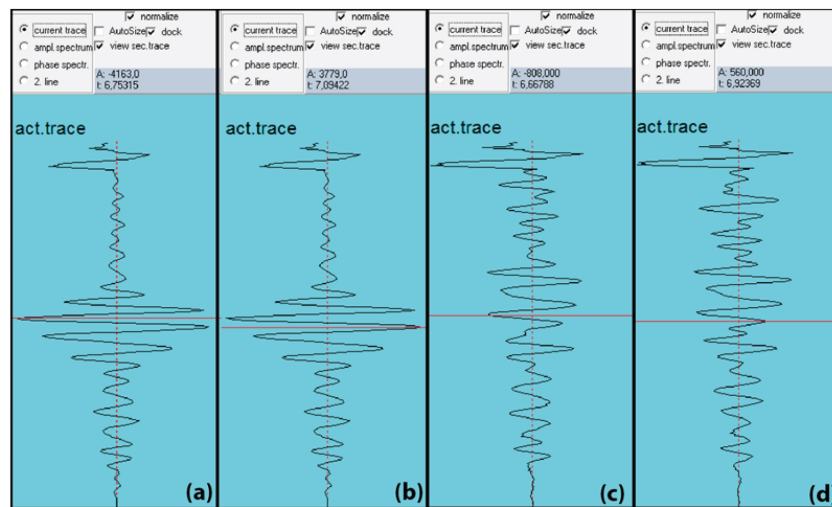 normalize
current trace AutoSize dock
ampl.spectrum view sec.trace
phase spectr.
2. line
A: -4163,0
t: 6,75315
act.trace
(a)
normalize
current trace AutoSize dock
ampl.spectrum view sec.trace
phase spectr.
2. line
A: 3779,0
t: 7,09422
act.trace
(b)
normalize
current trace AutoSize dock
ampl.spectrum view sec.trace
phase spectr.
2. line
A: -808,000
t: 6,66788
act.trace
(c)
normalize
current trace AutoSize dock
ampl.spectrum view sec.trace
phase spectr.
2. line
A: 560,000
t: 6,92369
act.trace
(d)